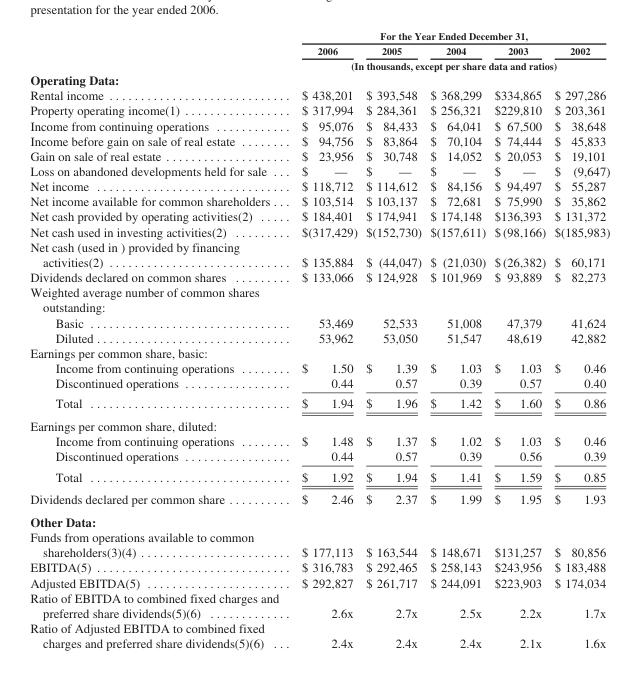 presentation for the year ended 2006.
For the Year Ended December 31,
2006 2005 2004 2003 2002
(In thousands, except per share data and ratios)
Operating Data:
Rental income . . . . . . . . . . $ 438,201 $ 393,548 $ 368,299 $334,865 $ 297,286
Property operating income(1) . . . . . . . . . . $ 317,994 $ 284,361 $ 256,321 $229,810 $ 203,361
Income from continuing operations . . . . . . . . . . $ 95,076 $ 84,433 $ 64,041 $ 67,500 $ 38,648
Income before gain on sale of real estate . . . . . . . . $ 94,756 $ 83,864 $ 70,104 $ 74,444 $ 45,833
Gain on sale of real estate . . . . . . . . . . $ 23,956 $ 30,748 $ 14,052 $ 20,053 $ 19,101
Loss on abandoned developments held for sale . . . $ — $ — $ — $ — $ (9,647)
Net income . . . . . . . . . . $ 118,712 $ 114,612 $ 84,156 $ 94,497 $ 55,287
Net income available for common shareholders . . . $ 103,514 $ 103,137 $ 72,681 $ 75,990 $ 35,862
Net cash provided by operating activities(2) . . . . . $ 184,401 $ 174,941 $ 174,148 $136,393 $ 131,372
Net cash used in investing activities(2) . . . . . . . . . $(317,429) $(152,730) $(157,611) $ (98,166) $(185,983)
Net cash (used in ) provided by financing
activities(2) . . . . . . . . . . $ 135,884 $ (44,047) $ (21,030) $ (26,382) $ 60,171
Dividends declared on common shares . . . . . . . . . $ 133,066 $ 124,928 $ 101,969 $ 93,889 $ 82,273
Weighted average number of common shares
outstanding:
Basic . . . . . . . . . . 53,469 52,533 51,008 47,379 41,624
Diluted . . . . . . . . . . 53,962 53,050 51,547 48,619 42,882
Earnings per common share, basic:
Income from continuing operations . . . . . . . . $ 1.50 $ 1.39 $ 1.03 $ 1.03 $ 0.46
Discontinued operations . . . . . . . . . . 0.44 0.57 0.39 0.57 0.40
Total . . . . . . . . . . $ 1.94 $ 1.96 $ 1.42 $ 1.60 $ 0.86
Earnings per common share, diluted:
Income from continuing operations . . . . . . . . $ 1.48 $ 1.37 $ 1.02 $ 1.03 $ 0.46
Discontinued operations . . . . . . . . . . 0.44 0.57 0.39 0.56 0.39
Total . . . . . . . . . . $ 1.92 $ 1.94 $ 1.41 $ 1.59 $ 0.85
Dividends declared per common share . . . . . . . . . . $ 2.46 $ 2.37 $ 1.99 $ 1.95 $ 1.93
Other Data:
Funds from operations available to common
shareholders(3)(4) . . . . . . . . . . $ 177,113 $ 163,544 $ 148,671 $131,257 $ 80,856
EBITDA(5) . . . . . . . . . . $ 316,783 $ 292,465 $ 258,143 $243,956 $ 183,488
Adjusted EBITDA(5) . . . . . . . . . . $ 292,827 $ 261,717 $ 244,091 $223,903 $ 174,034
Ratio of EBITDA to combined fixed charges and
preferred share dividends(5)(6) . . . . . . . . . . 2.6x 2.7x 2.5x 2.2x 1.7x
Ratio of Adjusted EBITDA to combined fixed
charges and preferred share dividends(5)(6) . . . 2.4x 2.4x 2.4x 2.1x 1.6x